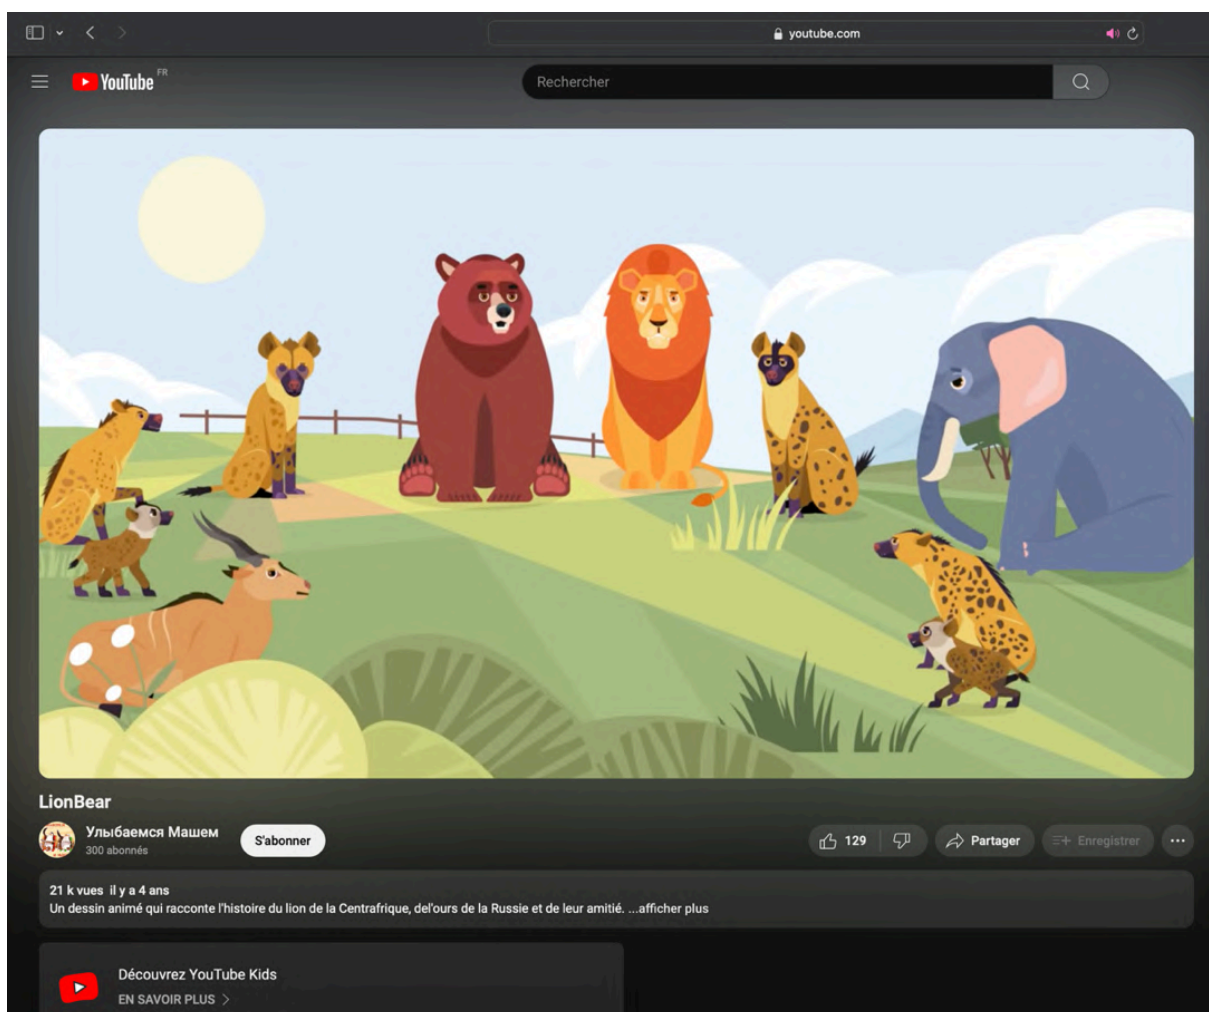 youtube.com
YouTube FR
Rechercher
LionBear
Улыбаемся Машем
300 abonnés
S'abonner
129
Partager
Enregistrer
21 k vues il y a 4 ans
Un dessin animé qui racconte l'histoire du lion de la Centrafrique, del'ours de la Russie et de leur amitié. ...afficher plus
Découvrez YouTube Kids
EN SAVOIR PLUS